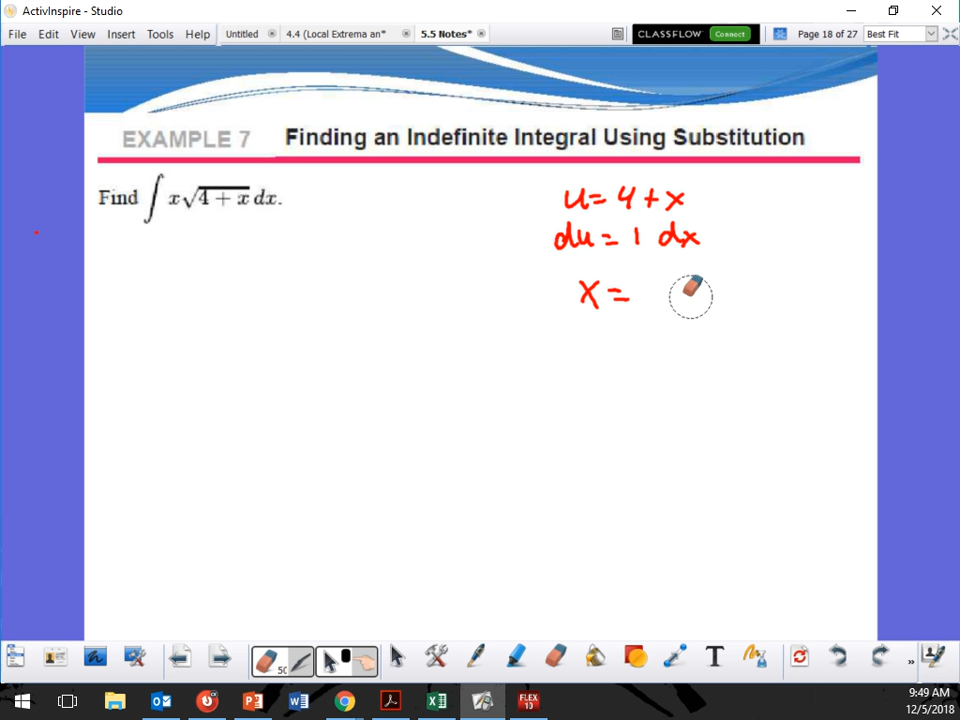 ActivInspire - Studio
File Edit View Insert Tools Help Untitled 4.4 (Local Extrema an* 5.5 Notes* CLASSFLOW Connect Page 18 of 27 Best Fit
EXAMPLE 7 Finding an Indefinite Integral Using Substitution
Find ∫ x√4 + x dx.
u = 4 + x
du = 1 dx
x =
50
T
»
9:49 AM
12/5/2018
FLEX
10